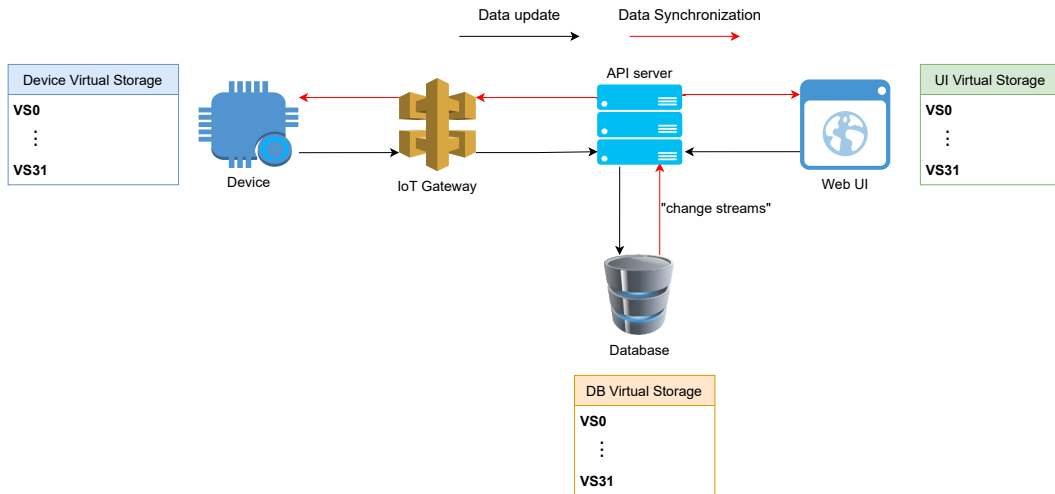 Data update
Data Synchronization
API server
Device Virtual Storage
VS0
⋮
VS31
UI Virtual Storage
VS0
⋮
VS31
Device
IoT Gateway
Web UI
"change streams"
Database
DB Virtual Storage
VS0
⋮
VS31